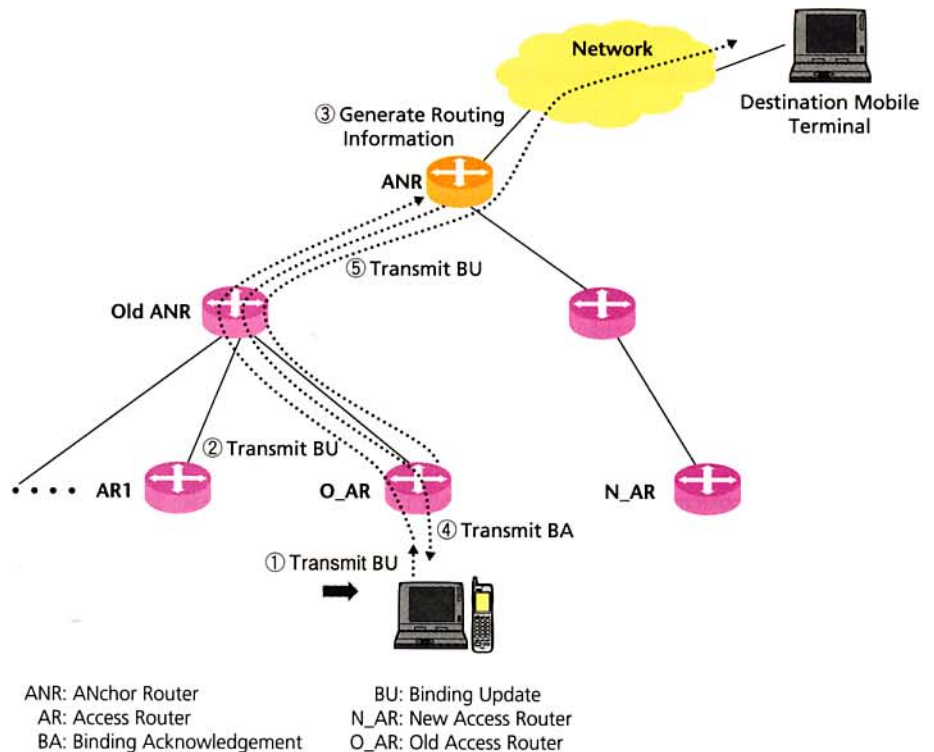 Network
Destination Mobile
Terminal
③ Generate Routing
Information
ANR
⑤ Transmit BU
Old ANR
② Transmit BU
AR1
O_AR
N_AR
④ Transmit BA
① Transmit BU
ANR: ANchor Router
AR: Access Router
BA: Binding Acknowledgement
BU: Binding Update
N_AR: New Access Router
O_AR: Old Access Router